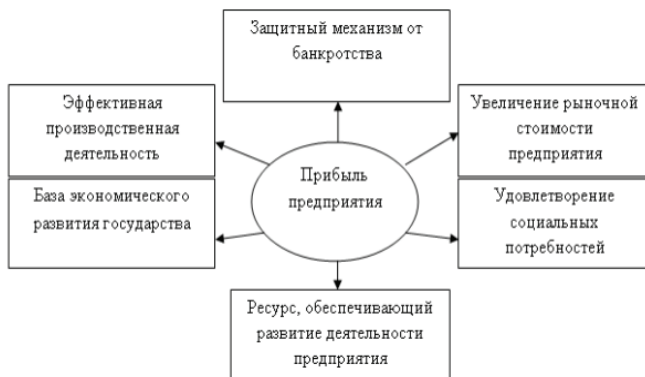 Защитный механизм от
банкротства
Эффективная
производственная
деятельность
Увеличение рыночной
стоимости
предприятия
Прибыль
предприятия
База экономического
развития государства
Удовлетворение
социальных
потребностей
Ресурс, обеспечивающий
развитие деятельности
предприятия